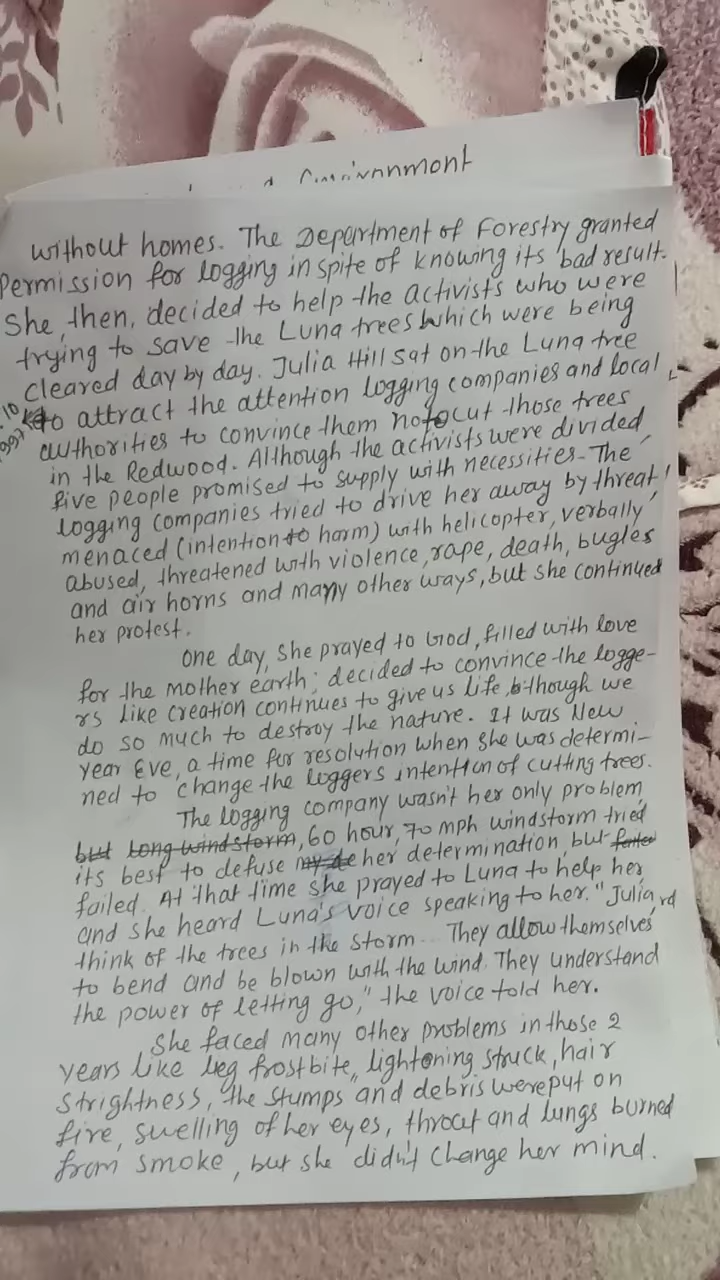 Environment
without homes. The Department of Forestry granted
Permission for logging in spite of knowing its bad result.
She, then, decided to help the activists who were
trying to save the Luna trees which were being
cleared day by day. Julia Hill sat on the Luna tree
to attract the attention logging companies and local
authorities to convince them not to cut those trees
in the Redwood. Although the activists were divided
five people promised to supply with necessities. The
logging companies tried to drive her away by threat,
menaced (intention to harm) with helicopter, verbally
abused, threatened with violence, rape, death, bugles
and air horns and many other ways, but she continued
her protest.
One day, she prayed to God, filled with love
for the mother earth; decided to convince the logge-
rs like creation continues to give us life, though we
do so much to destroy the nature. It was New
year Eve, a time for resolution when she was determi-
ned to change the loggers intention of cutting trees.
The logging company wasn't her only problem,
but long windstorm, 60 hour, 70 mph windstorm tried
its best to defuse her determination, but failed
failed. At that time she prayed to Luna to help her
and she heard Luna's voice speaking to her. "Julia,
think of the trees in the storm. They allow themselves
to bend and be blown with the wind. They understand
the power of letting go," the voice told her.
She faced many other problems in those 2
years like leg frostbite, lightening struck, hair
strightness, the stumps and debris were put on
fire, swelling of her eyes, throat and lungs burned
from smoke, but she didn't change her mind.